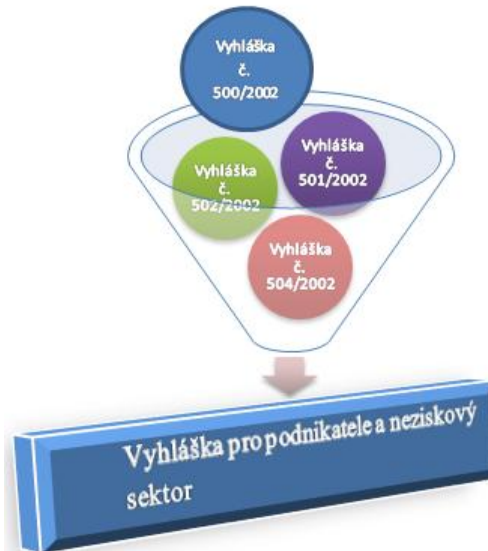 Vyhláška
č.
500/2002
Vyhláška
č.
501/2002
Vyhláška
č.
502/2002
Vyhláška
č.
504/2002
Vyhláška pro podnikatele a neziskový
sektor